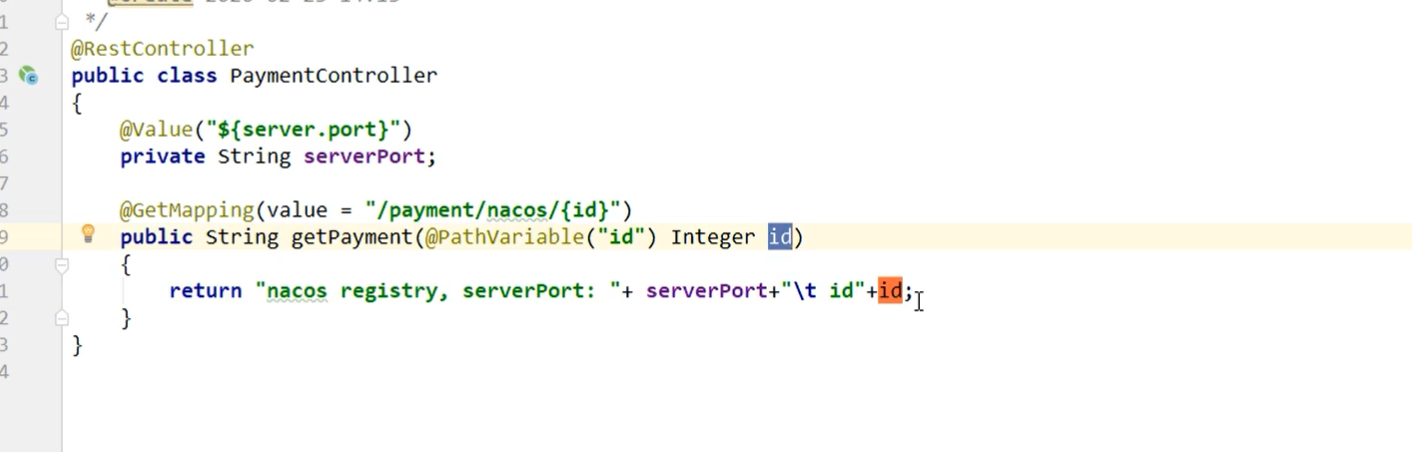 1 */
2 @RestController
3 public class PaymentController
4 {
5 @Value("${server.port}")
6 private String serverPort;
7
8 @GetMapping(value = "/payment/nacos/{id}")
9 public String getPayment(@PathVariable("id") Integer id)
0 {
1 return "nacos registry, serverPort: "+ serverPort+"\t id"+id;
2 }
3 }
4